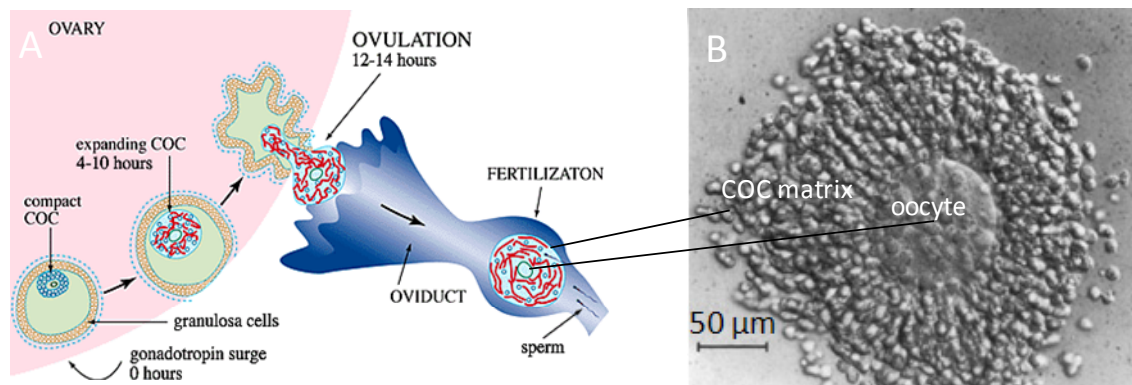 A
OVARY
OVULATION
12-14 hours
expanding COC
4-10 hours
compact
COC
FERTILIZATON
OVIDUCT
granulosa cells
gonadotropin surge
0 hours
sperm
B
COC matrix
oocyte
50 µm